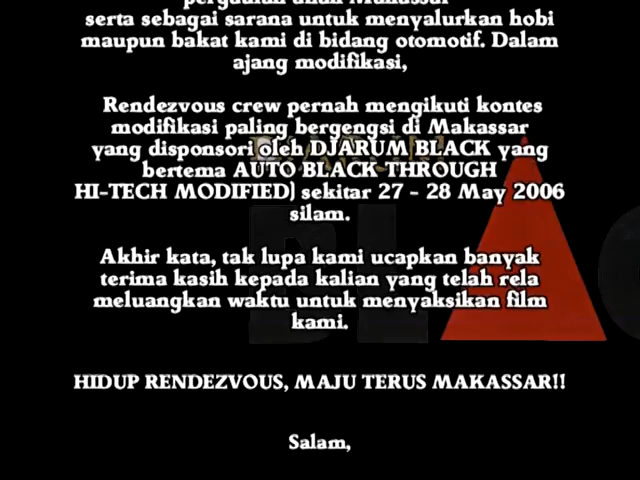 pergaulan anak Makassar
serta sebagai sarana untuk menyalurkan hobi
maupun bakat kami di bidang otomotif. Dalam
ajang modifikasi,
Rendezvous crew pernah mengikuti kontes
modifikasi paling bergengsi di Makassar
yang disponsori oleh DJARUM BLACK yang
bertema AUTO BLACK THROUGH
HI-TECH MODIFIED) sekitar 27 - 28 May 2006
silam.
Akhir kata, tak lupa kami ucapkan banyak
terima kasih kepada kalian yang telah rela
meluangkan waktu untuk menyaksikan film
kami.
HIDUP RENDEZVOUS, MAJU TERUS MAKASSAR!!
Salam,